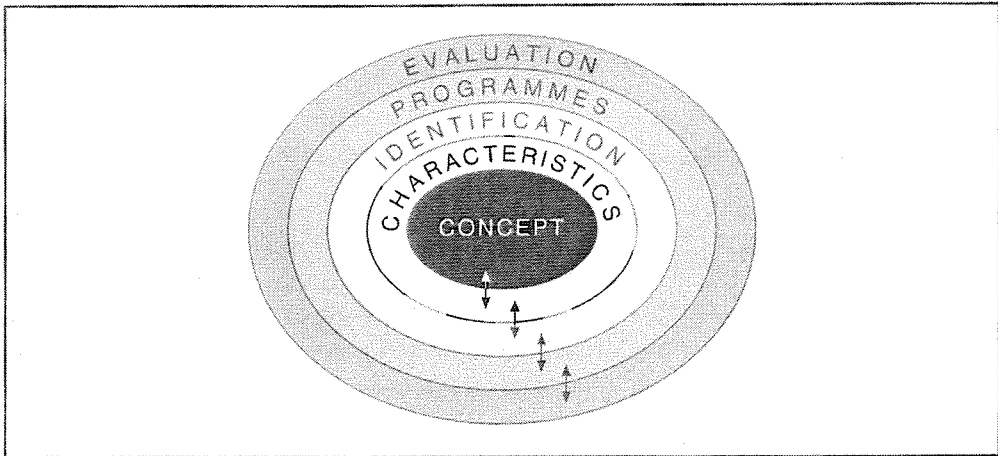 EVALUATION
PROGRAMMES
IDENTIFICATION
CHARACTERISTICS
CONCEPT